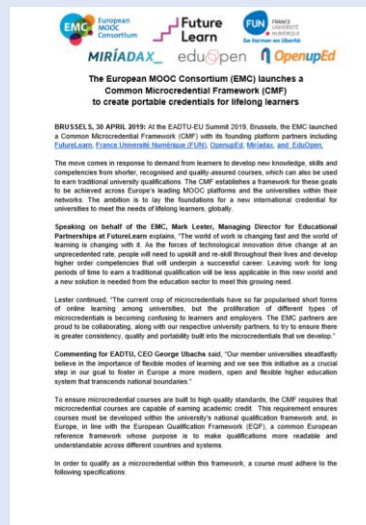 EMC European
MOOC
Consortium
Future
Learn
FUN FRANCE
UNIVERSITÉ
NUMÉRIQUE
Se former en liberté
MIRÍADAX_ eduOpen OpenupEd
The European MOOC Consortium (EMC) launches a
Common Microcredential Framework (CMF)
to create portable credentials for lifelong learners
BRUSSELS, 30 APRIL 2019: At the EADTU-EU Summit 2019, Brussels, the EMC launched
a Common Microcredential Framework (CMF) with its founding platform partners including
FutureLearn, France Université Numérique (FUN), OpenupEd, Miríadax, and EduOpen.
The move comes in response to demand from learners to develop new knowledge, skills and
competencies from shorter, recognised and quality-assured courses, which can also be used
to earn traditional university qualifications. The CMF establishes a framework for these goals
to be achieved across Europe's leading MOOC platforms and the universities within their
networks. The ambition is to lay the foundations for a new international credential for
universities to meet the needs of lifelong learners, globally.
Speaking on behalf of the EMC, Mark Lester, Managing Director for Educational
Partnerships at FutureLearn explains, "The world of work is changing fast and the world of
learning is changing with it. As the forces of technological innovation drive change at an
unprecedented rate, people will need to upskill and re-skill throughout their lives and develop
higher order competencies that will underpin a successful career. Leaving work for long
periods of time to earn a traditional qualification will be less applicable in this new world and
a new solution is needed from the education sector to meet this growing need.
Lester continued, "The current crop of microcredentials have so far popularised short forms
of online learning among universities, but the proliferation of different types of
microcredentials is becoming confusing to learners and employers. The EMC partners are
proud to be collaborating, along with our respective university partners, to try to ensure there
is greater consistency, quality and portability built into the microcredentials that we develop."
Commenting for EADTU, CEO George Ubachs said, "Our member universities steadfastly
believe in the importance of flexible modes of learning and we see this initiative as a crucial
step in our goal to foster in Europe a more modern, open and flexible higher education
system that transcends national boundaries."
To ensure microcredential courses are built to high quality standards, the CMF requires that
microcredential courses are capable of earning academic credit. This requirement ensures
courses must be developed within the university's national qualification framework and, in
Europe, in line with the European Qualification Framework (EQF), a common European
reference framework whose purpose is to make qualifications more readable and
understandable across different countries and systems.
In order to qualify as a microcredential within this framework, a course must adhere to the
following specifications: